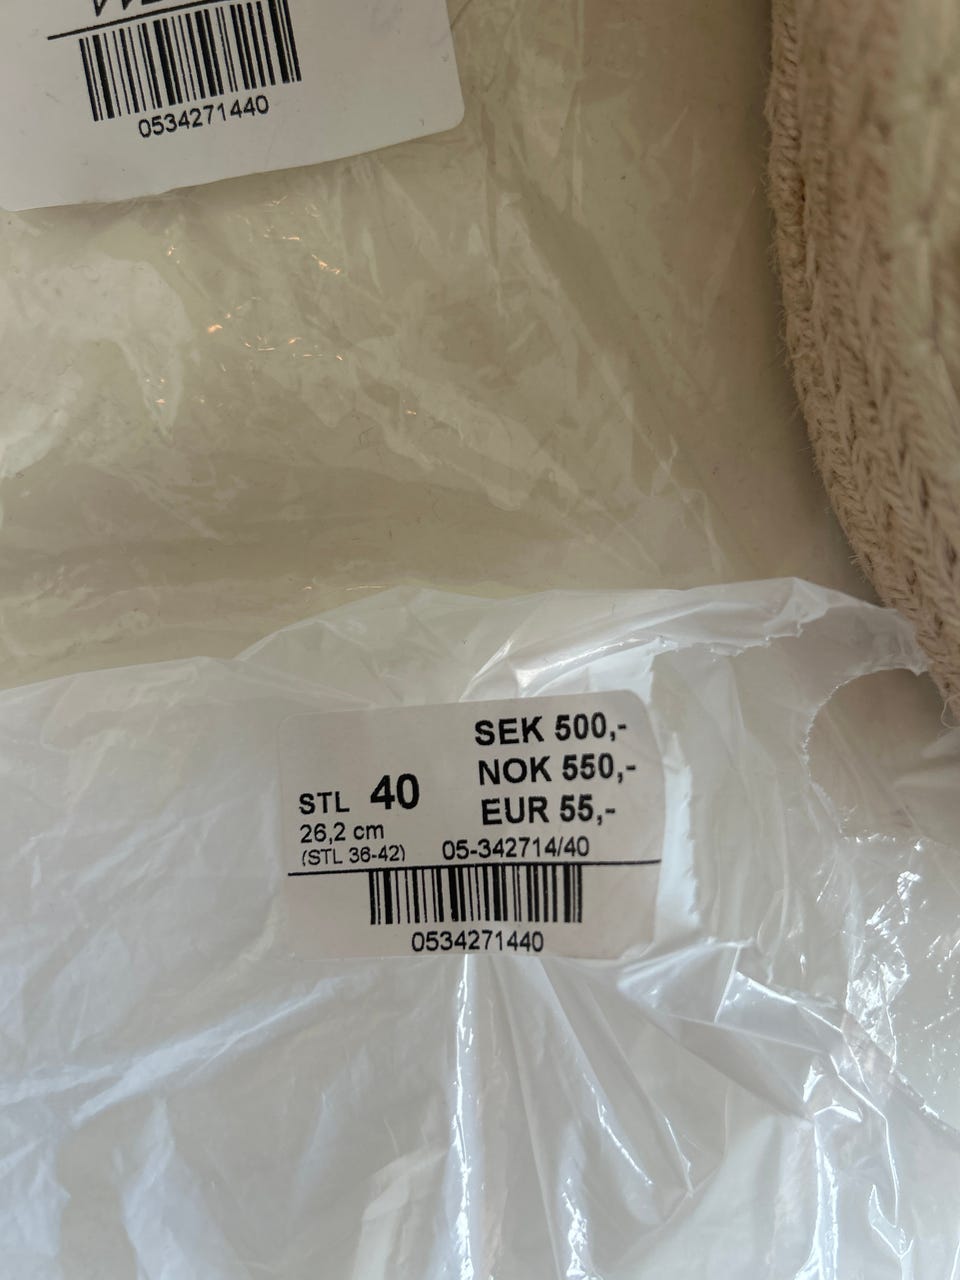 0534271440
SEK 500,-
NOK 550,-
EUR 55,-
STL 40
26,2 cm
(STL 36-42) 05-342714/40
0534271440